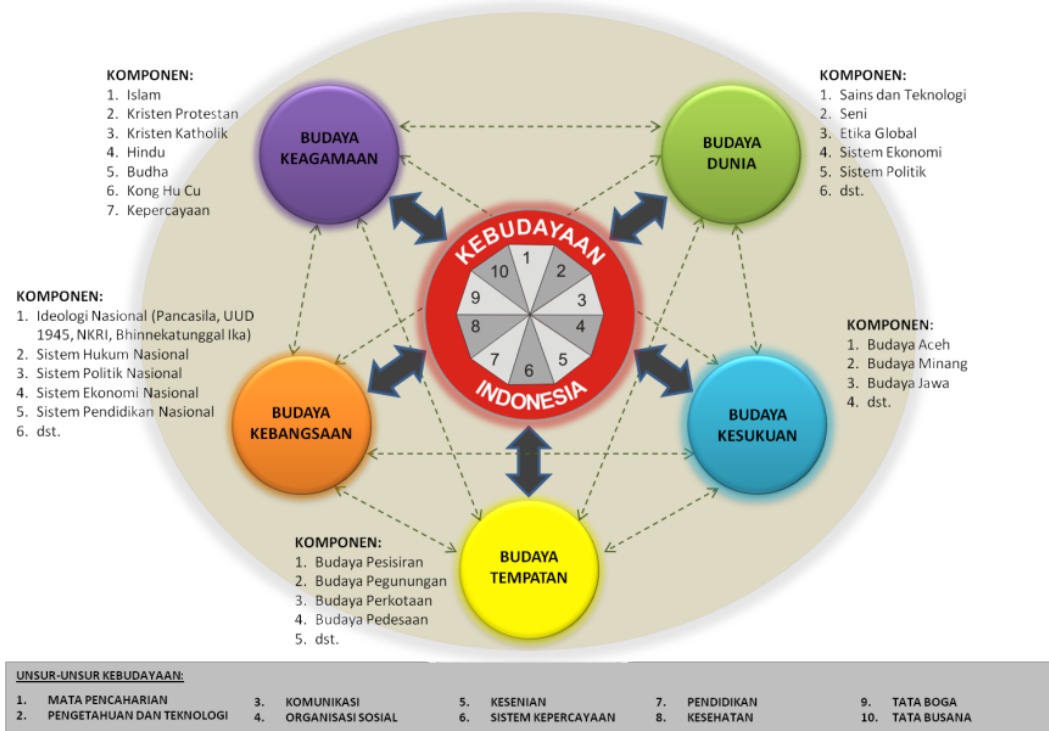 KOMPONEN:
1. Islam
2. Kristen Protestan
3. Kristen Katholik
4. Hindu
5. Budha
6. Kong Hu Cu
7. Kepercayaan
BUDAYA
KEAGAMAAN
BUDAYA
DUNIA
KOMPONEN:
1. Sains dan Teknologi
2. Seni
3. Etika Global
4. Sistem Ekonomi
5. Sistem Politik
6. dst.
KEBUDAYAAN
1
2
3
4
5
6
7
8
9
10
INDONESIA
KOMPONEN:
1. Ideologi Nasional (Pancasila, UUD
1945, NKRI, Bhinnekatunggal Ika)
2. Sistem Hukum Nasional
3. Sistem Politik Nasional
4. Sistem Ekonomi Nasional
5. Sistem Pendidikan Nasional
6. dst.
BUDAYA
KEBANGSAAN
BUDAYA
KESUKUAN
KOMPONEN:
1. Budaya Aceh
2. Budaya Minang
3. Budaya Jawa
4. dst.
KOMPONEN:
1. Budaya Pesisiran
2. Budaya Pegunungan
3. Budaya Perkotaan
4. Budaya Pedesaan
5. dst.
BUDAYA
TEMPATAN
UNSUR-UNSUR KEBUDAYAAN:
1. MATA PENCAHARIAN
2. PENGETAHUAN DAN TEKNOLOGI
3. KOMUNIKASI
4. ORGANISASI SOSIAL
5. KESENIAN
6. SISTEM KEPERCAYAAN
7. PENDIDIKAN
8. KESEHATAN
9. TATA BOGA
10. TATA BUSANA